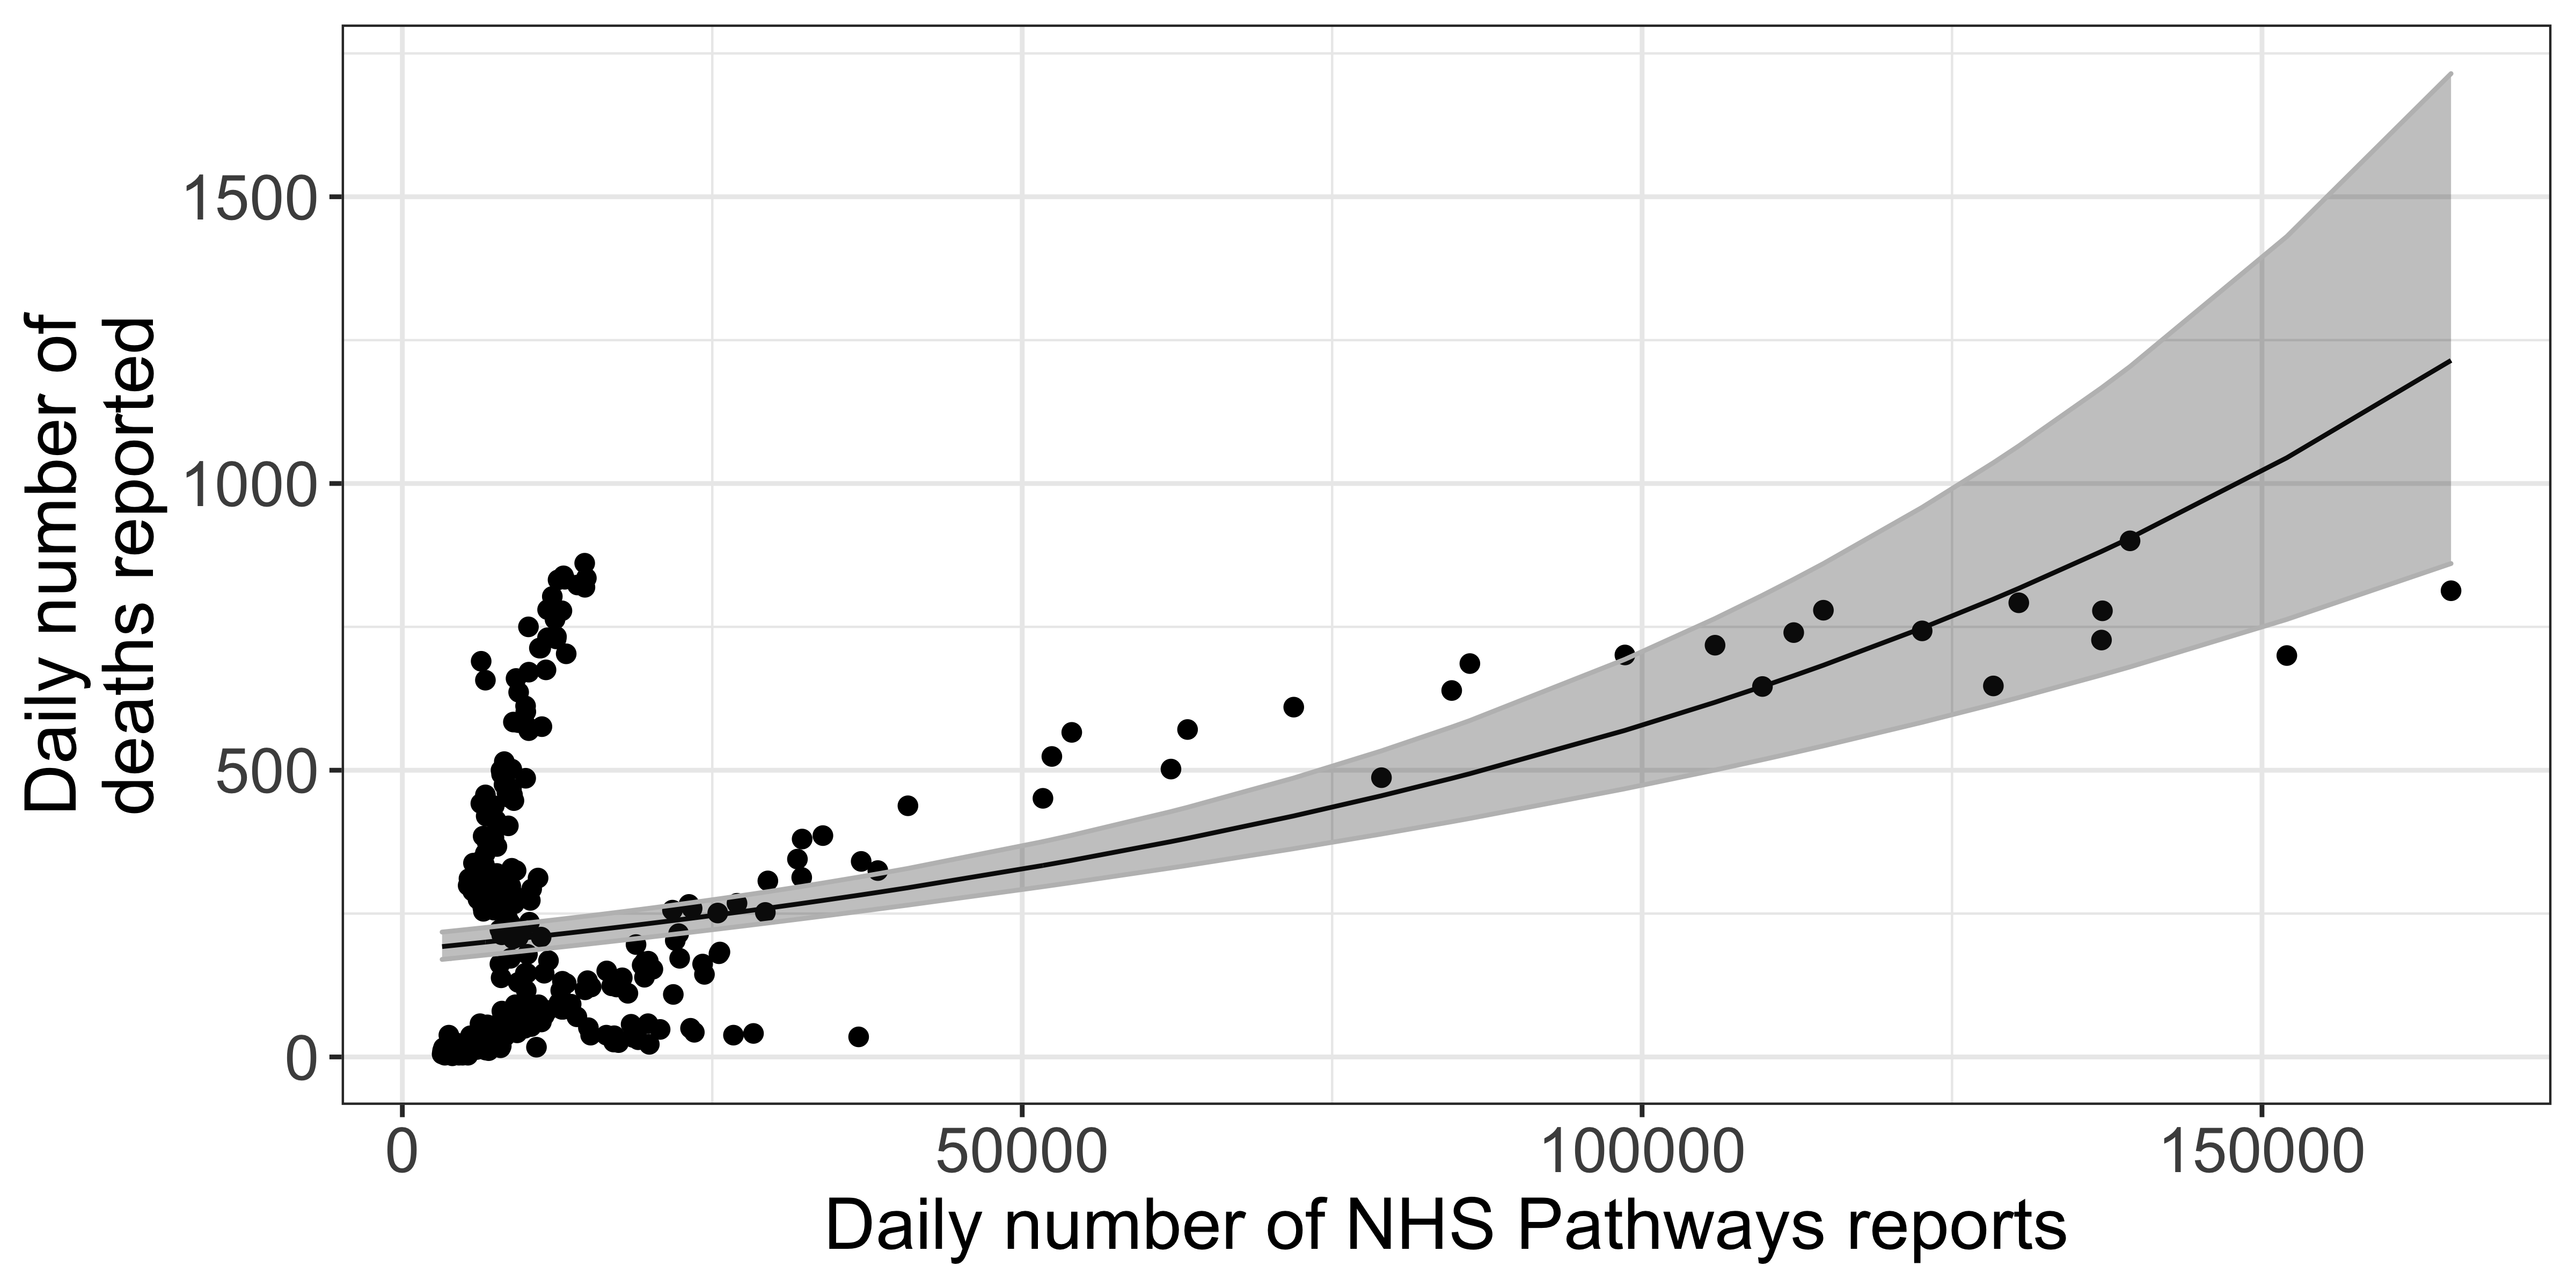 Daily number of
deaths reported
1500
1000
500
0
0 50000 100000 150000
Daily number of NHS Pathways reports